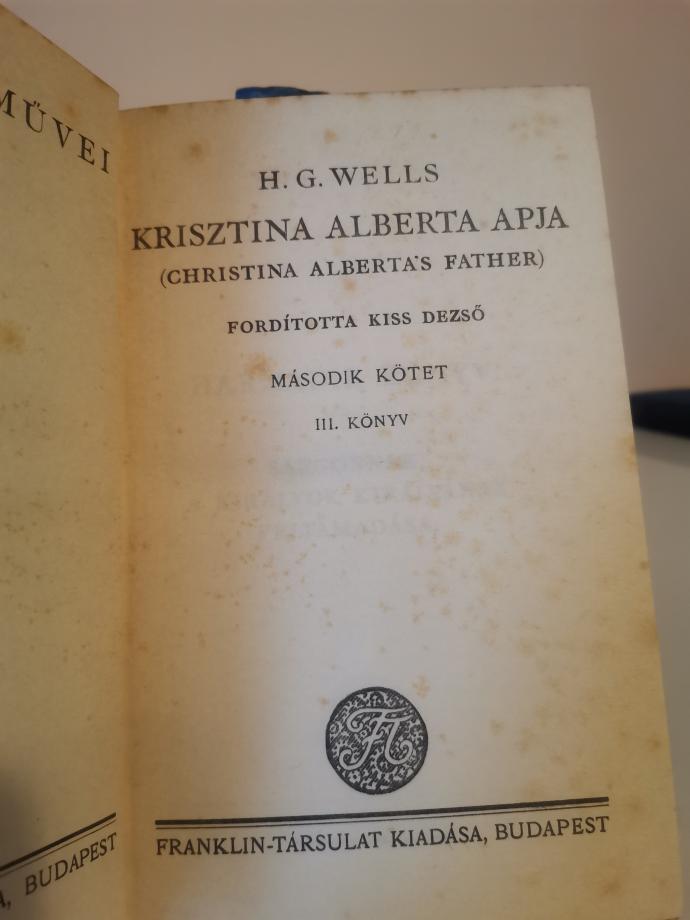 MŰVEI
BUDAPEST
H. G. WELLS
KRISZTINA ALBERTA APJA
(CHRISTINA ALBERTA'S FATHER)
FORDÍTOTTA KISS DEZSŐ
MÁSODIK KÖTET
III. KÖNYV
FT
FRANKLIN-TÁRSULAT KIADÁSA, BUDAPEST